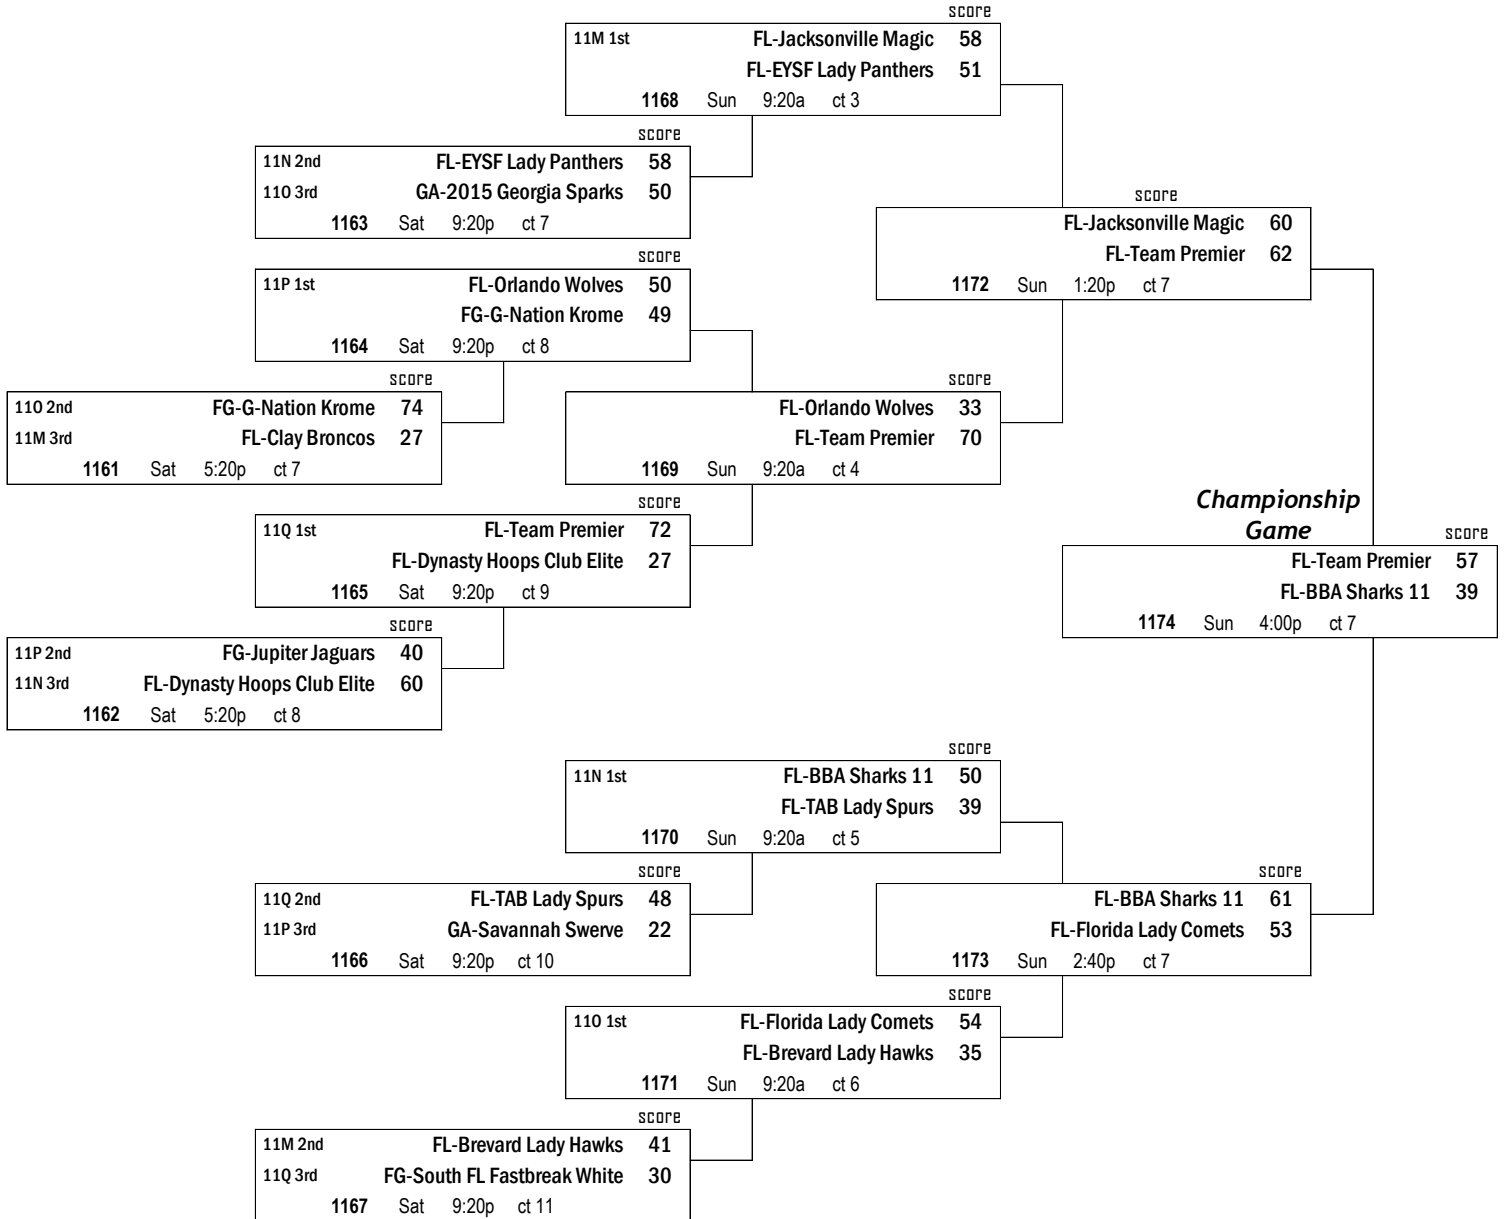 score
11M 1st FL-Jacksonville Magic 58
FL-EYSF Lady Panthers 51
1168 Sun 9:20a ct 3
score
11N 2nd FL-EYSF Lady Panthers 58
11O 3rd GA-2015 Georgia Sparks 50
1163 Sat 9:20p ct 7
score
FL-Jacksonville Magic 60
FL-Team Premier 62
1172 Sun 1:20p ct 7
score
11P 1st FL-Orlando Wolves 50
FG-G-Nation Krome 49
1164 Sat 9:20p ct 8
score
11O 2nd FG-G-Nation Krome 74
11M 3rd FL-Clay Broncos 27
1161 Sat 5:20p ct 7
score
FL-Orlando Wolves 33
FL-Team Premier 70
1169 Sun 9:20a ct 4
score
11Q 1st FL-Team Premier 72
FL-Dynasty Hoops Club Elite 27
1165 Sat 9:20p ct 9
Championship
Game
score
FL-Team Premier 57
FL-BBA Sharks 11 39
1174 Sun 4:00p ct 7
score
11P 2nd FG-Jupiter Jaguars 40
11N 3rd FL-Dynasty Hoops Club Elite 60
1162 Sat 5:20p ct 8
score
11N 1st FL-BBA Sharks 11 50
FL-TAB Lady Spurs 39
1170 Sun 9:20a ct 5
score
11Q 2nd FL-TAB Lady Spurs 48
11P 3rd GA-Savannah Swerve 22
1166 Sat 9:20p ct 10
score
FL-BBA Sharks 11 61
FL-Florida Lady Comets 53
1173 Sun 2:40p ct 7
score
11O 1st FL-Florida Lady Comets 54
FL-Brevard Lady Hawks 35
1171 Sun 9:20a ct 6
score
11M 2nd FL-Brevard Lady Hawks 41
11Q 3rd FG-South FL Fastbreak White 30
1167 Sat 9:20p ct 11